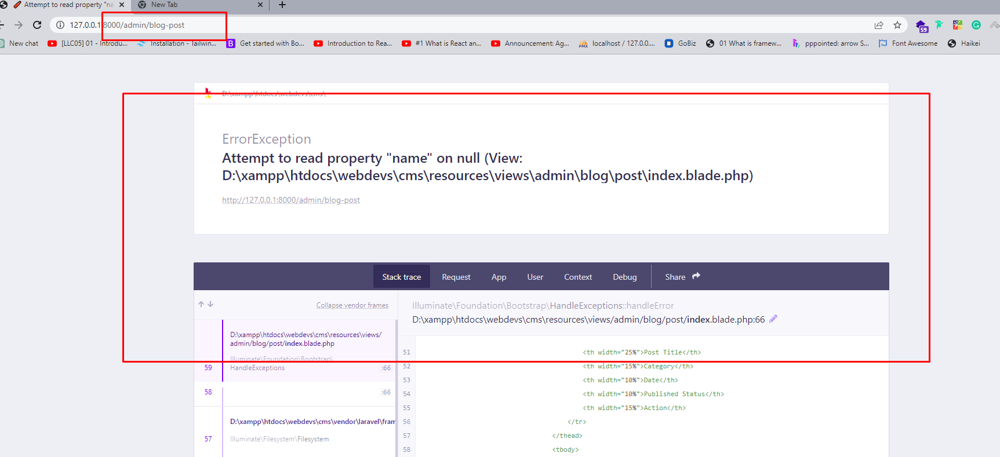 Attempt to read property "na
New Tab
127.0.0.1:8000/admin/blog-post
59
New chat
[LLC05] 01 - Introdu...
Installation - Tailwin...
B
Get started with Bo...
Introduction to Rea...
#1 What is React an...
Announcement: Ag...
localhost / 127.0.0....
GoBiz
01 What is framew...
pppointed: arrow S...
Font Awesome
Haikei
D:\xampp\htdocs\webdevs\cms\
ErrorException
Attempt to read property "name" on null (View:
D:\xampp\htdocs\webdevs\cms\resources\views\admin\blog\post\index.blade.php)
http://127.0.0.1:8000/admin/blog-post
Stack trace
Request
App
User
Context
Debug
Share
Collapse vendor frames
D:\xampp\htdocs\webdevs\cms\resources\views/
admin/blog/post/index.blade.php
Illuminate\Foundation\Bootstrap\
59 HandleExceptions :66
58 :66
D:\xampp\htdocs\webdevs\cms\vendor\laravel\fram
57 Illuminate\Filesystem\Filesystem
Illuminate\Foundation\Bootstrap\HandleExceptions::handleError
D:\xampp\htdocs\webdevs\cms\resources\views/admin/blog/post/index.blade.php:66
51 <th width="25%">Post Title</th>
52 <th width="15%">Category</th>
53 <th width="10%">Date</th>
54 <th width="10%">Published Status</th>
55 <th width="15%">Action</th>
56 </tr>
57 </thead>
58 <tbody>